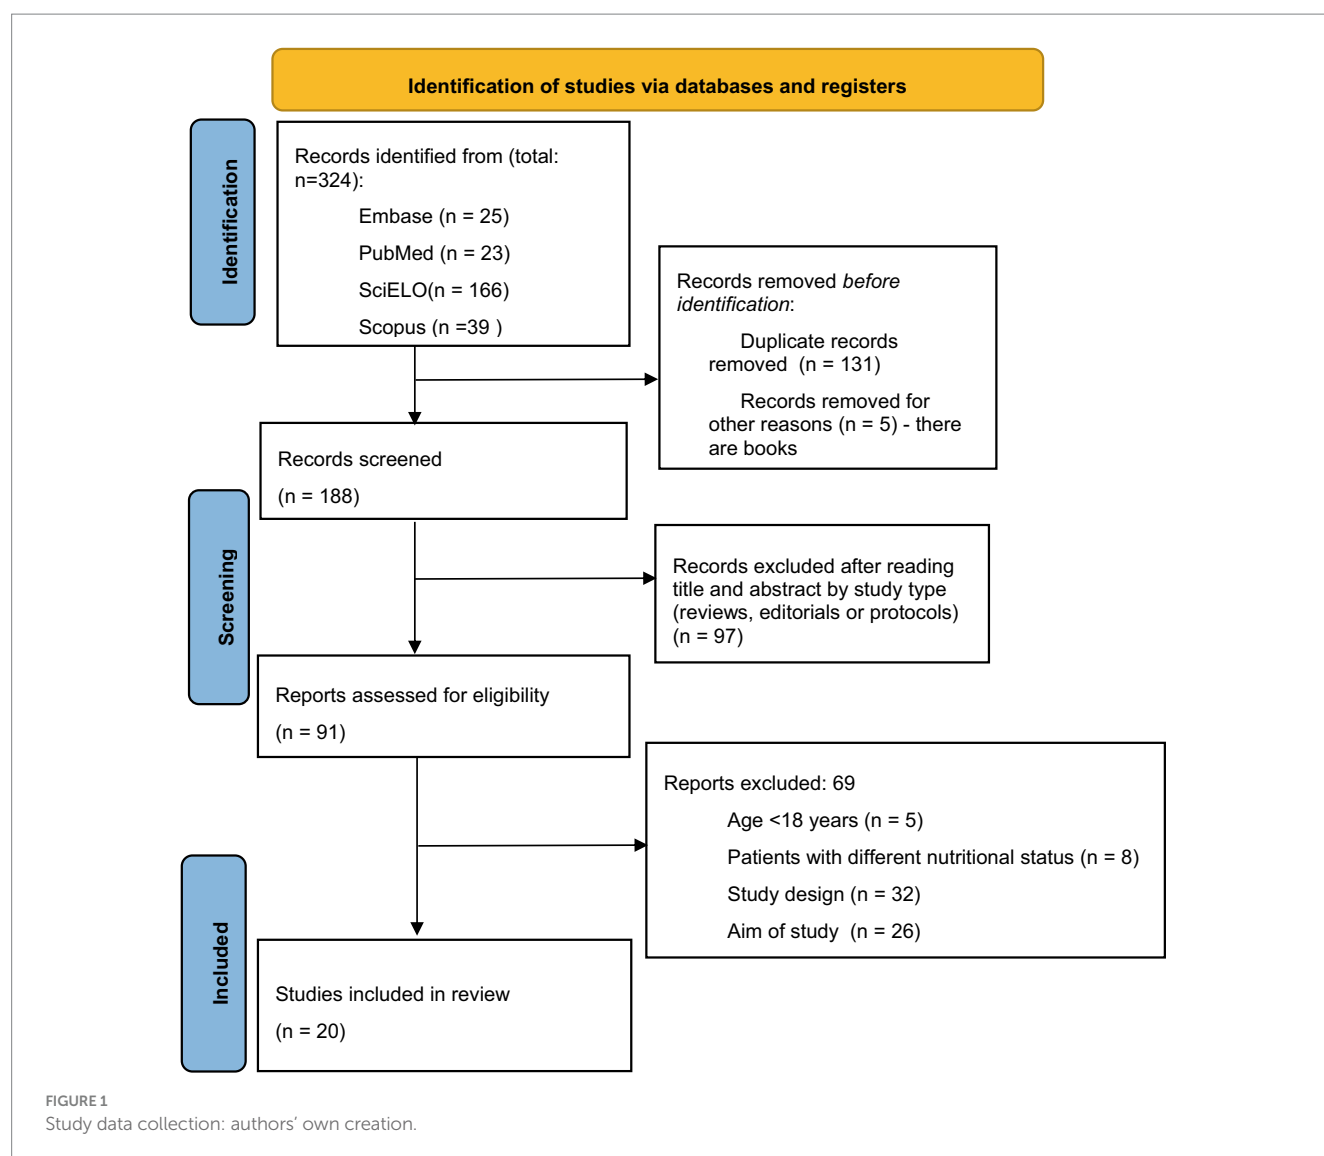 Identification of studies via databases and registers
Identification
Records identified from (total:
n=324):
Embase (n = 25)
PubMed (n = 23)
SciELO(n = 166)
Scopus (n =39 )
Records removed before
identification:
Duplicate records
removed  (n = 131)
Records removed for
other reasons (n = 5) - there
are books
Screening
Records screened
(n = 188)
Records excluded after reading
title and abstract by study type
(reviews, editorials or protocols)
(n = 97)
Reports assessed for eligibility
(n = 91)
Reports excluded: 69
Age <18 years (n = 5)
Patients with different nutritional status (n = 8)
Study design (n = 32)
Aim of study  (n = 26)
Included
Studies included in review
(n = 20)
FIGURE 1
Study data collection: authors’ own creation.